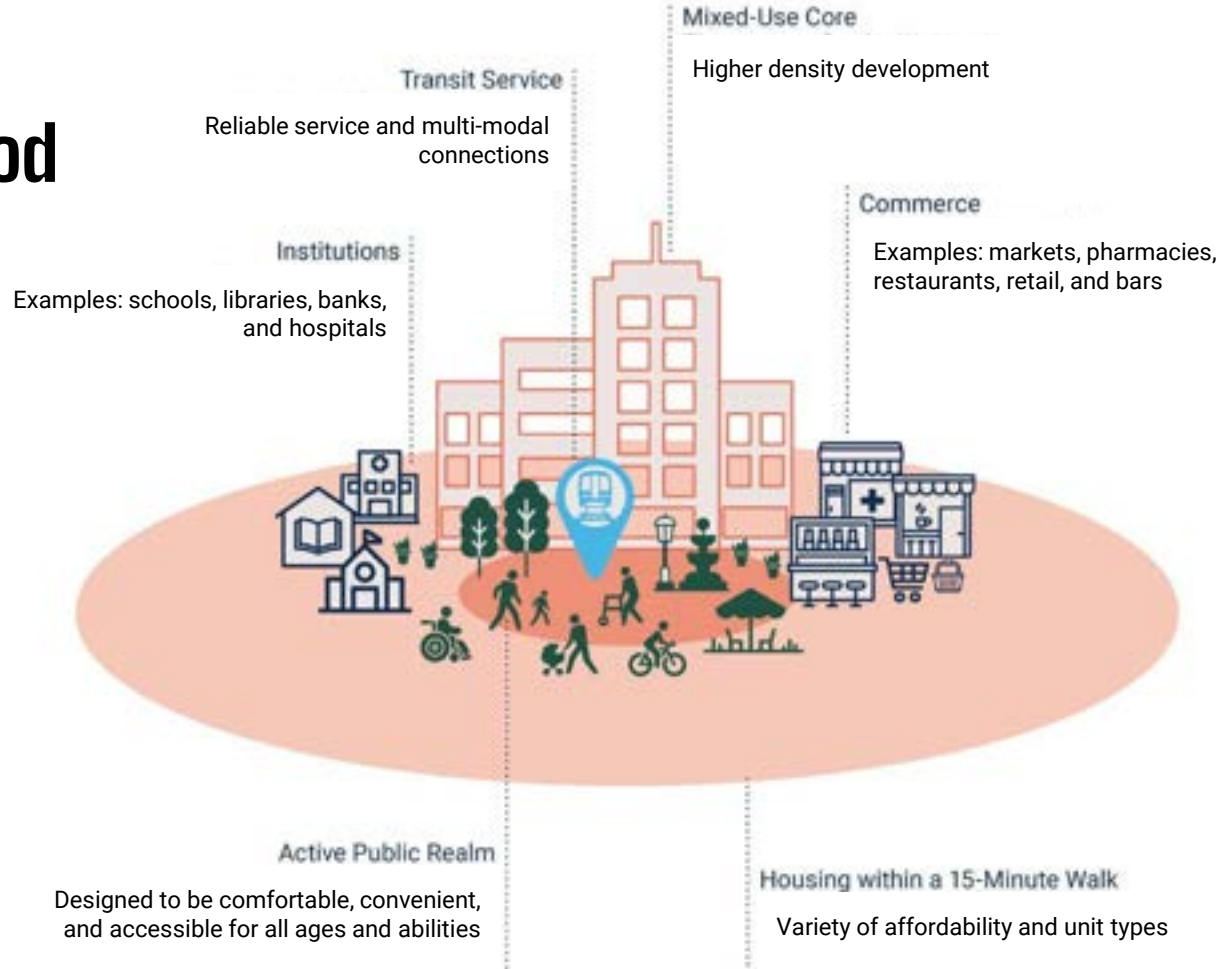 Mixed-Use Core
Higher density development
Transit Service
Reliable service and multi-modal
connections
od
Commerce
Examples: markets, pharmacies,
restaurants, retail, and bars
Institutions
Examples: schools, libraries, banks,
and hospitals
Active Public Realm
Designed to be comfortable, convenient,
and accessible for all ages and abilities
Housing within a 15-Minute Walk
Variety of affordability and unit types